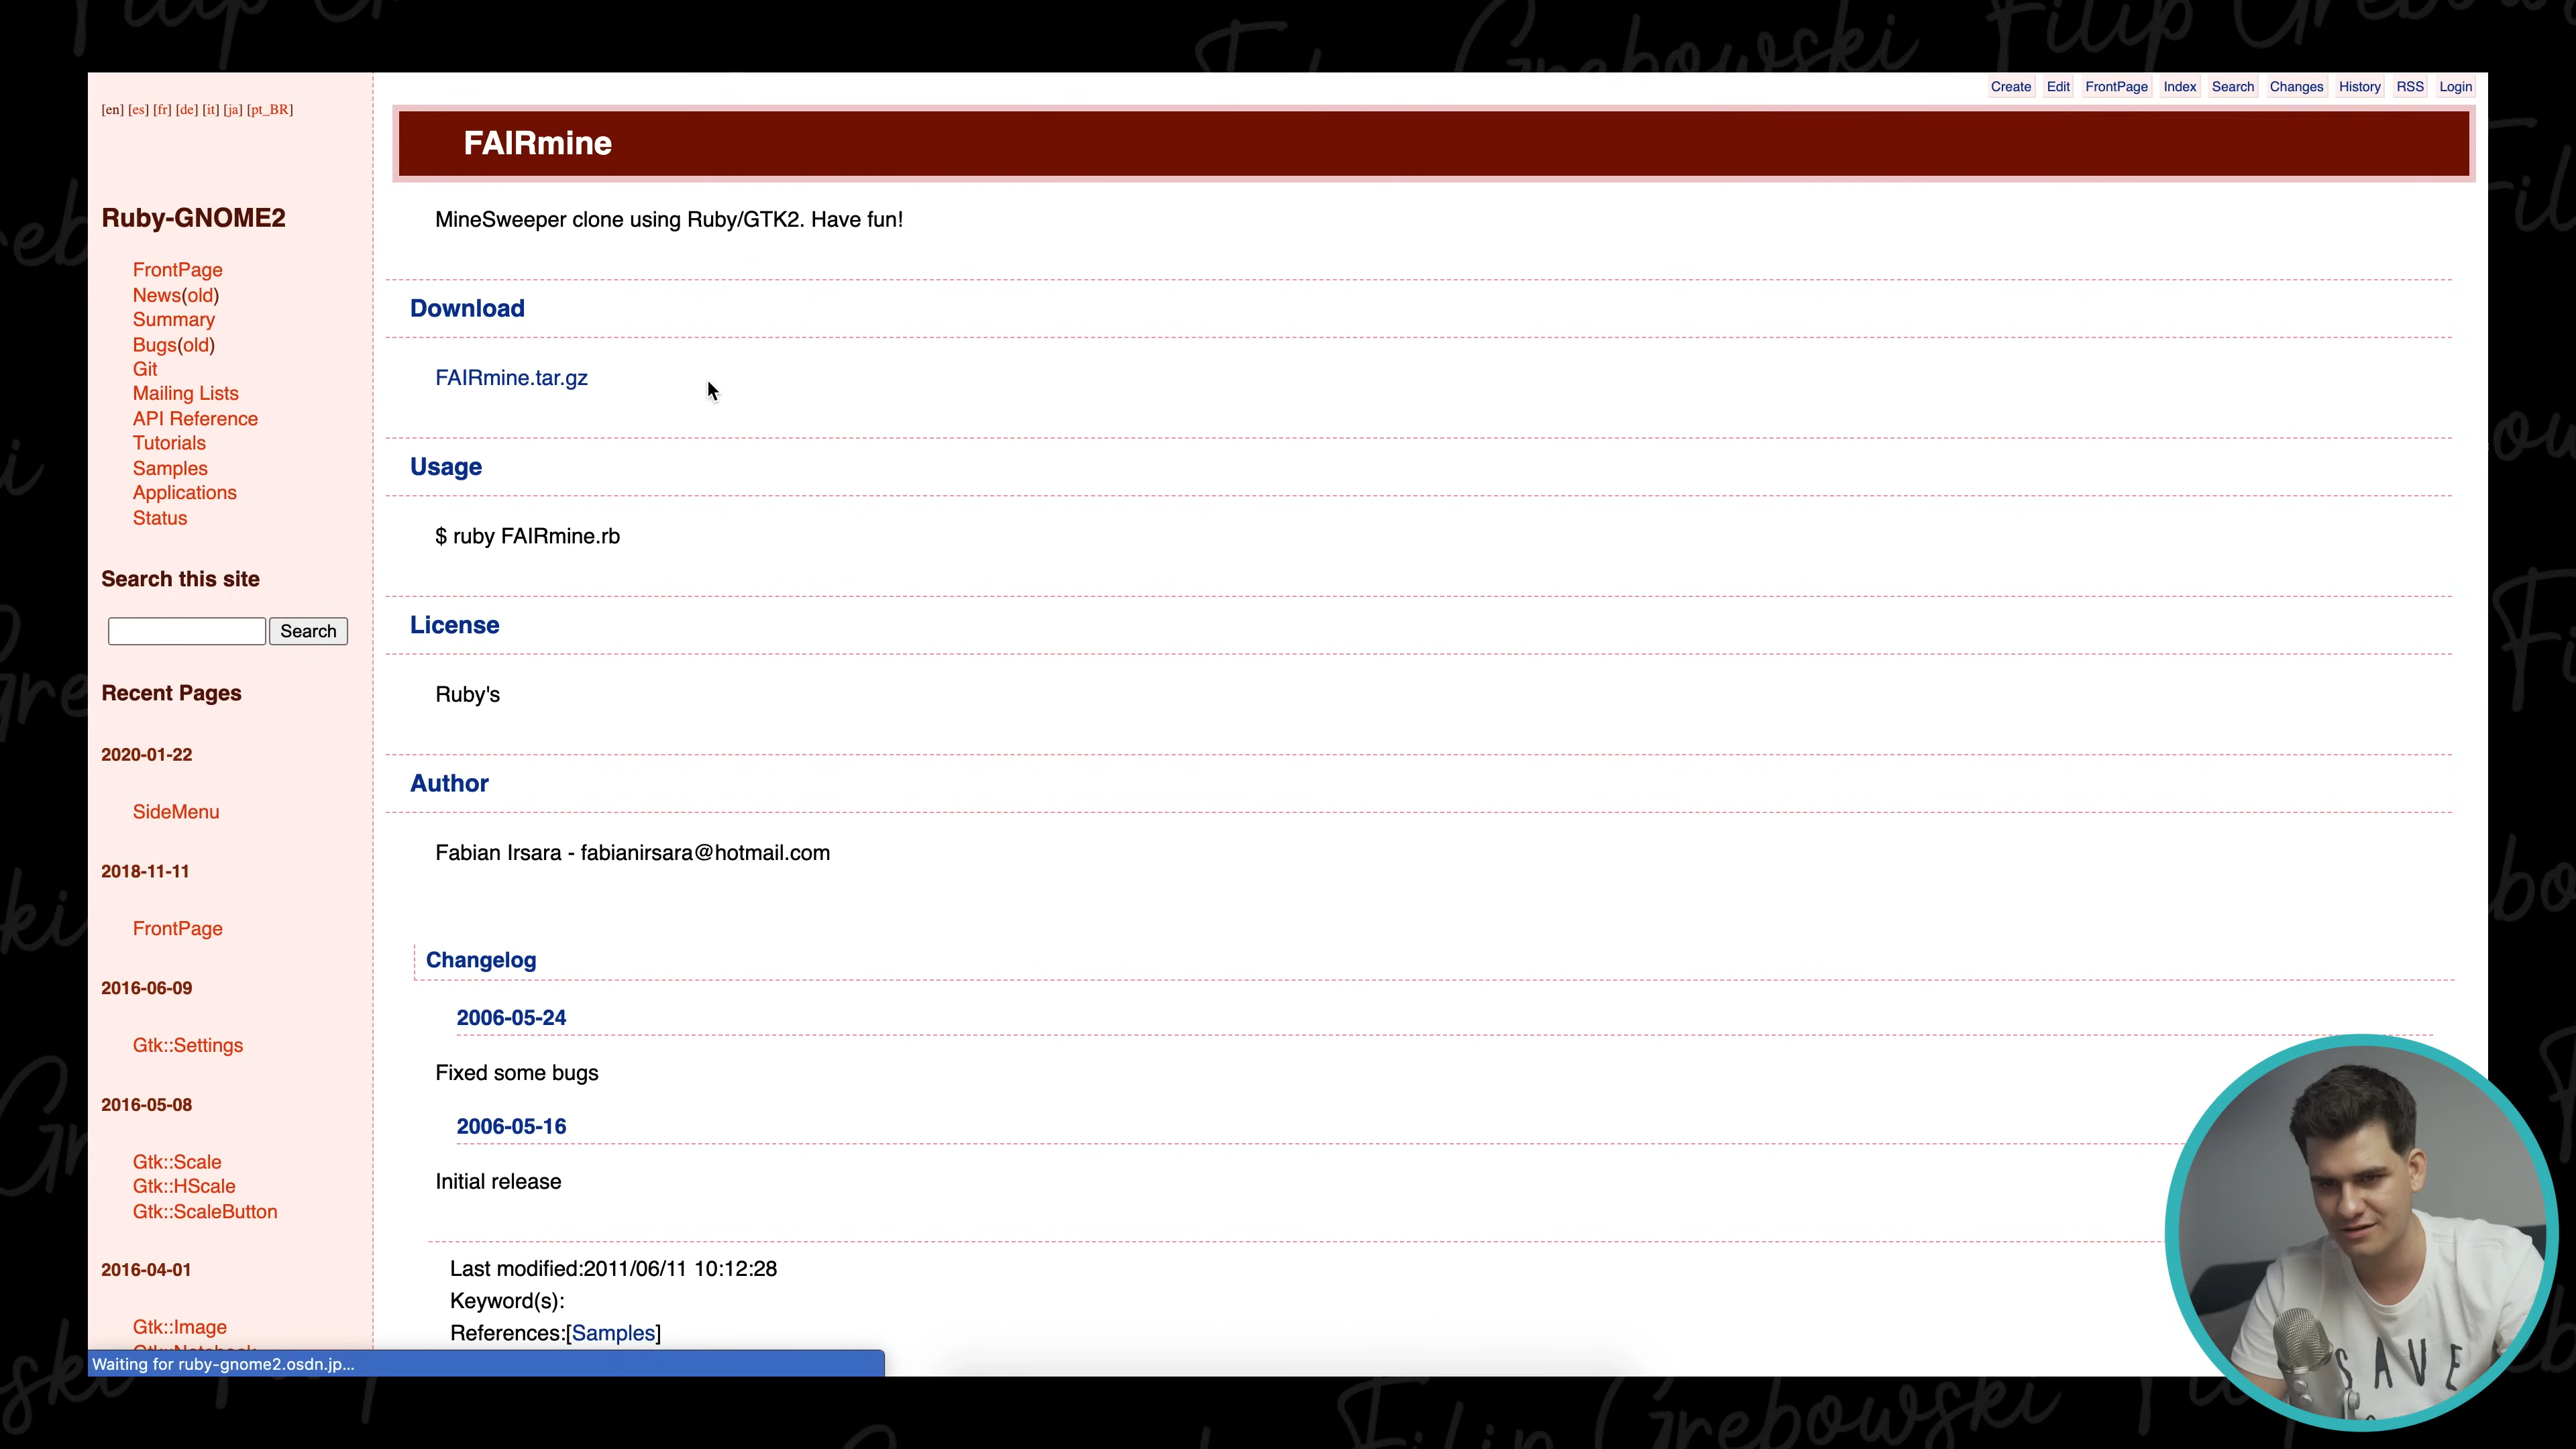 Filip Grebowski
[en] [es] [fr] [de] [it] [ja] [pt_BR]
Ruby-GNOME2
FrontPage
News(old)
Summary
Bugs(old)
Git
Mailing Lists
API Reference
Tutorials
Samples
Applications
Status
Search this site
Search
Recent Pages
2020-01-22
SideMenu
2018-11-11
FrontPage
2016-06-09
Gtk::Settings
2016-05-08
Gtk::Scale
Gtk::HScale
Gtk::ScaleButton
2016-04-01
Gtk::Image
Waiting for ruby-gnome2.osdn.jp...
Create Edit FrontPage Index Search Changes History RSS Login
FAIRmine
MineSweeper clone using Ruby/GTK2. Have fun!
Download
FAIRmine.tar.gz
Usage
$ ruby FAIRmine.rb
License
Ruby's
Author
Fabian Irsara - fabianirsara@hotmail.com
Changelog
2006-05-24
Fixed some bugs
2006-05-16
Initial release
Last modified:2011/06/11 10:12:28
Keyword(s):
References:[Samples]
SAVE
Filip Grebowski